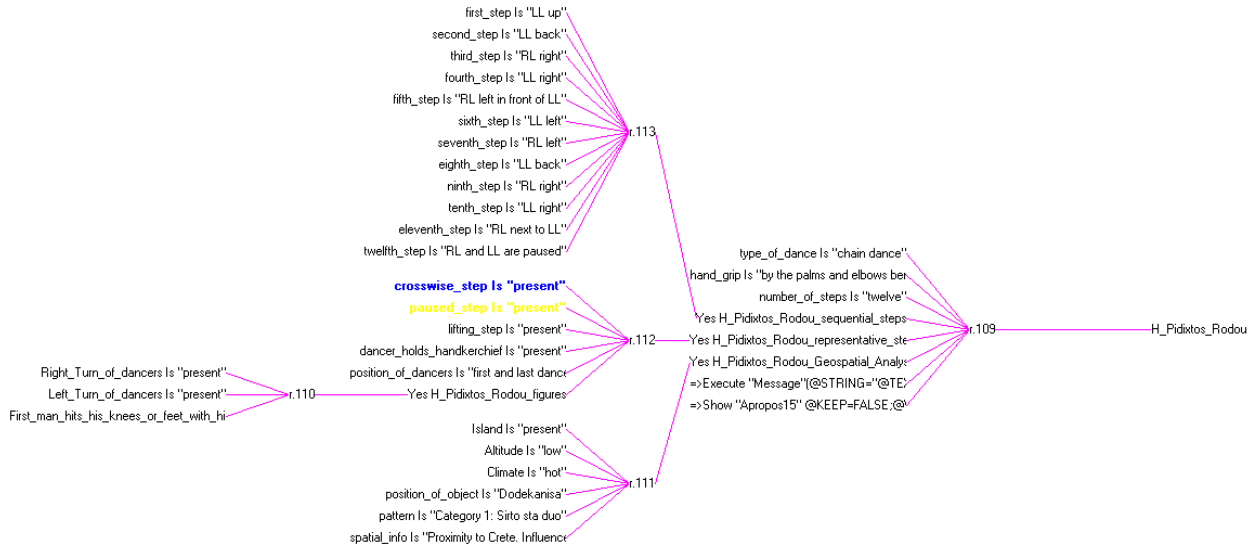 first_step Is "LL up"
second_step Is "LL back"
third_step Is "RL right"
fourth_step Is "LL right"
fifth_step Is "RL left in front of LL"
sixth_step Is "LL left"
seventh_step Is "RL left"
eighth_step Is "LL back"
ninth_step Is "RL right"
tenth_step Is "LL right"
eleventh_step Is "RL next to LL"
twelfth_step Is "RL and LL are paused"
r.113
crosswise_step Is "present"
paused_step Is "present"
lifting_step Is "present"
dancer_holds_handkerchief Is "present"
position_of_dancers Is "first and last dance
Yes H_Pidixtos_Rodou_figures
r.112
Right_Turn_of_dancers Is "present"
Left_Turn_of_dancers Is "present"
First_man_hits_his_knees_or_feet_with_hi
r.110
Island Is "present"
Altitude Is "low"
Climate Is "hot"
position_of_object Is "Dodekanisa"
pattern Is "Category 1: Sirto sta duo"
spatial_info Is "Proximity to Crete. Influence
r.111
type_of_dance Is "chain dance"
hand_grip Is "by the palms and elbows ber
number_of_steps Is "twelve"
Yes H_Pidixtos_Rodou_sequential_steps
Yes H_Pidixtos_Rodou_representative_ste
Yes H_Pidixtos_Rodou_Geospatial_Analys
=>Execute "Message"(@STRING="@TE
=>Show "Apropos15" @KEEP=FALSE;@
r.109
H_Pidixtos_Rodou